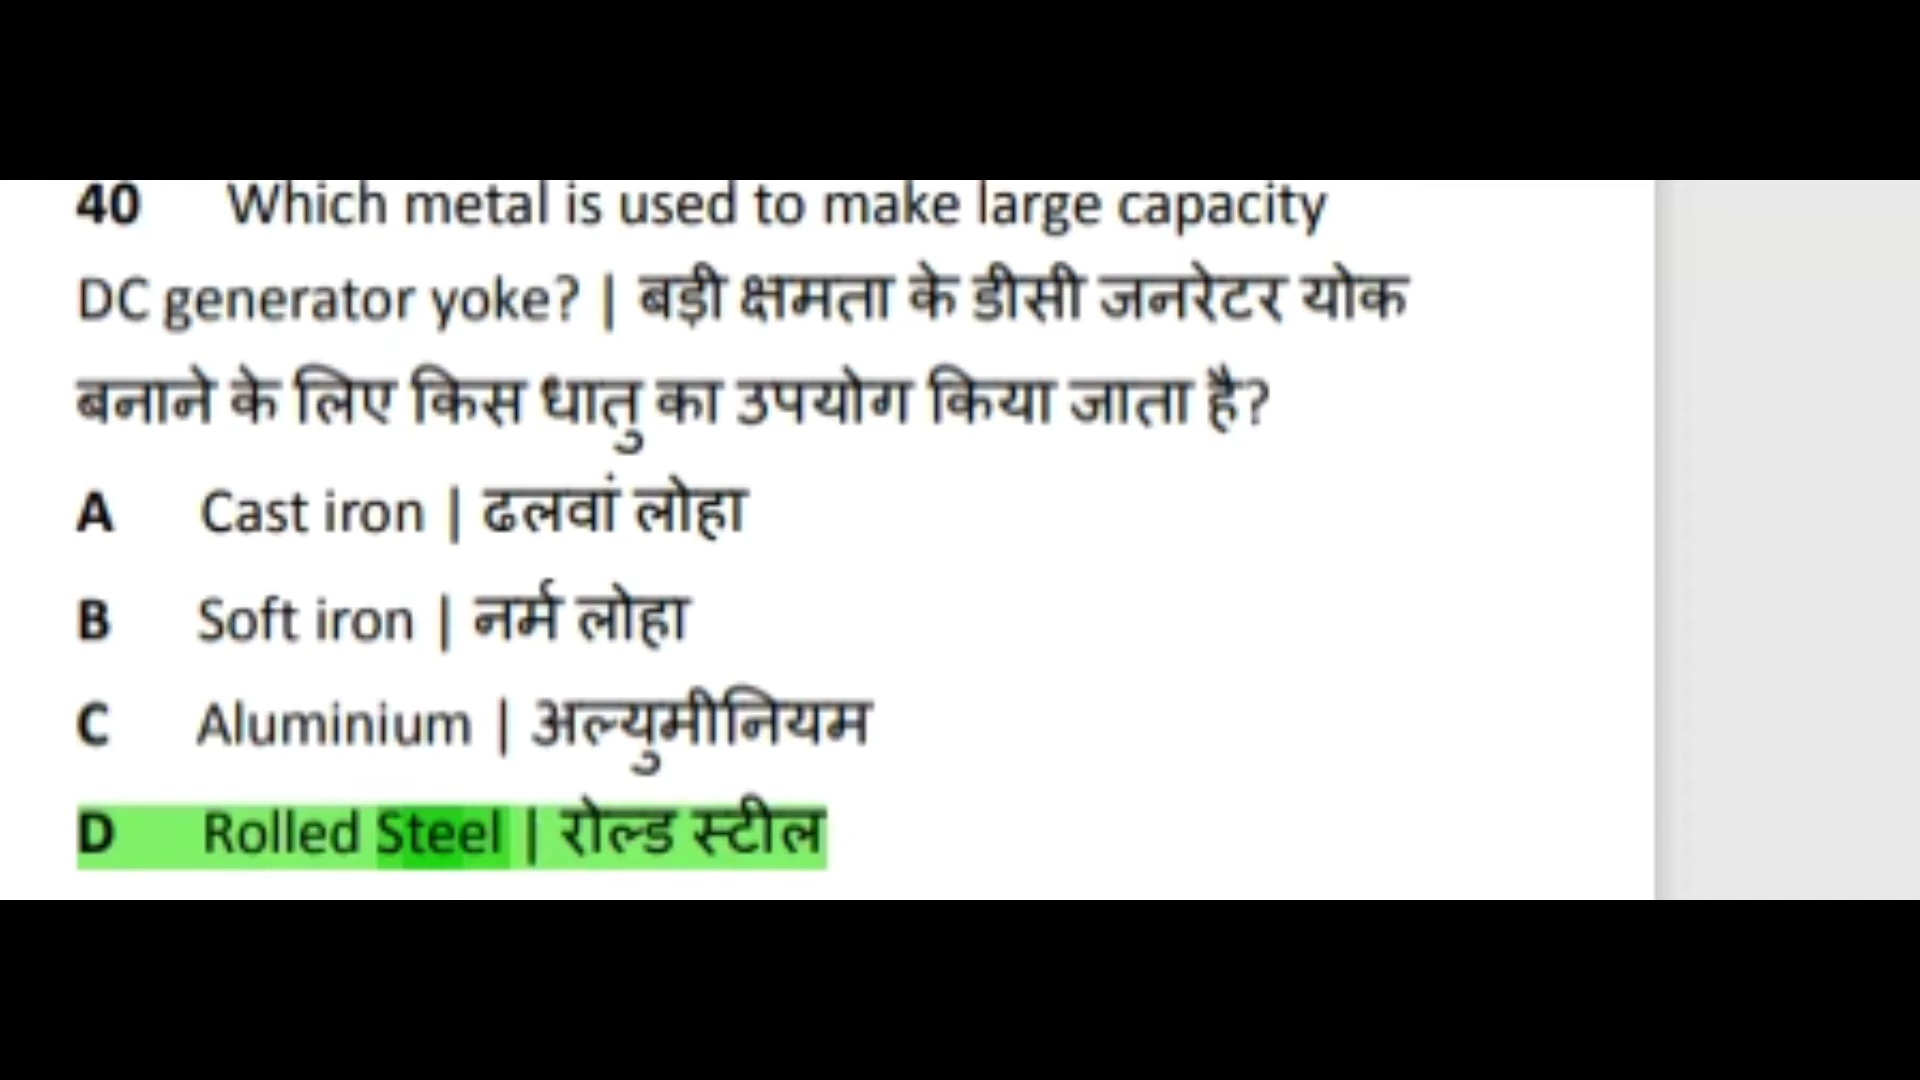 40 Which metal is used to make large capacity
DC generator yoke? | बड़ी क्षमता के डीसी जनरेटर योक
बनाने के लिए किस धातु का उपयोग किया जाता है?
A Cast iron | ढलवां लोहा
B Soft iron | नर्म लोहा
C Aluminium | अल्युमीनियम
D Rolled Steel | रोल्ड स्टील